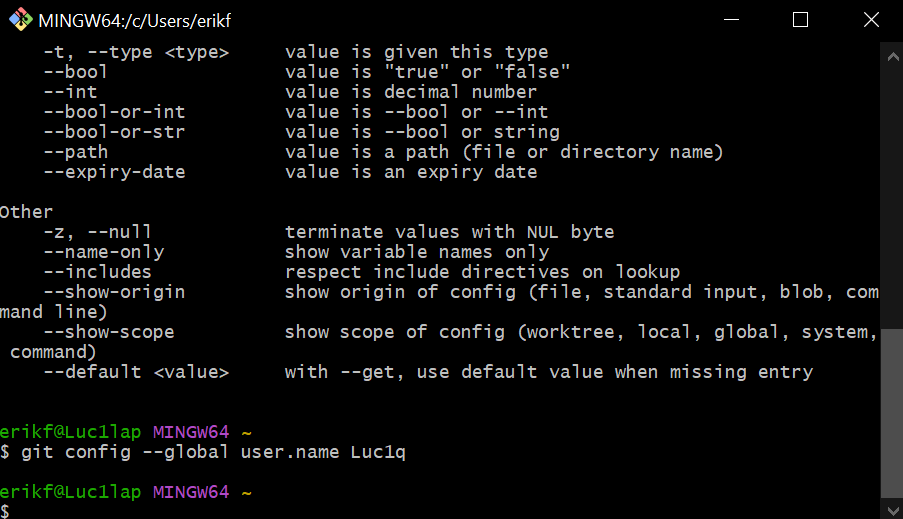 MINGW64:/c/Users/erikf
-t, --type <type>     value is given this type
--bool                value is "true" or "false"
--int                 value is decimal number
--bool-or-int         value is --bool or --int
--bool-or-str         value is --bool or string
--path                value is a path (file or directory name)
--expiry-date         value is an expiry date
Other
-z, --null            terminate values with NUL byte
--name-only           show variable names only
--includes            respect include directives on lookup
--show-origin         show origin of config (file, standard input, blob, com
mand line)
--show-scope          show scope of config (worktree, local, global, system,
command)
--default <value>     with --get, use default value when missing entry
erikf@Luc1lap MINGW64 ~
$ git config --global user.name Luc1q
erikf@Luc1lap MINGW64 ~
$